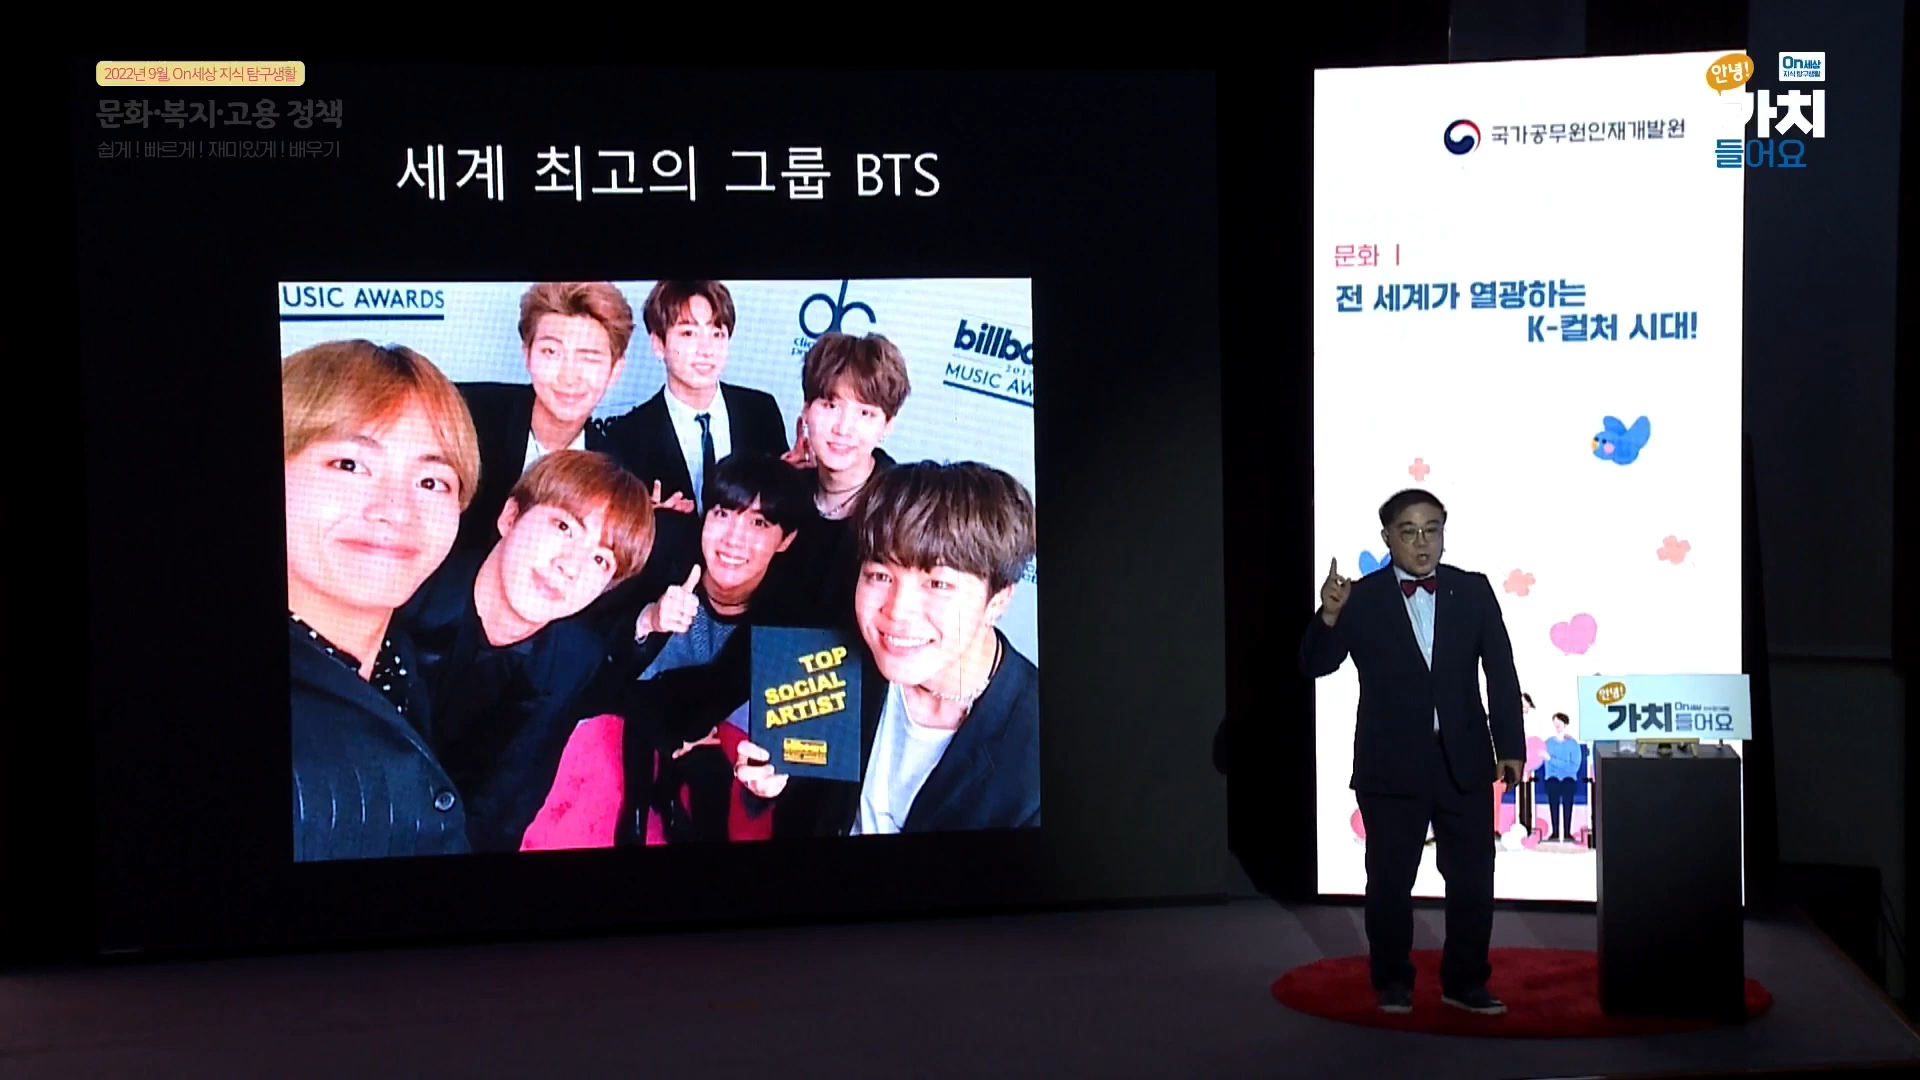 2022년 9월, On세상 지식 탐구생활
문화·복지·고용 정책
쉽게! 빠르게! 재미있게! 배우기
세계 최고의 그룹 BTS
USIC AWARDS
billbo
MUSIC AW
TOP
SOCIAL
ARTIST
안녕!
On세상
지식 탐구생활
가치
들어요
국가공무원인재개발원
문화 I
전 세계가 열광하는
K-컬처 시대!
안녕!
가치들어요